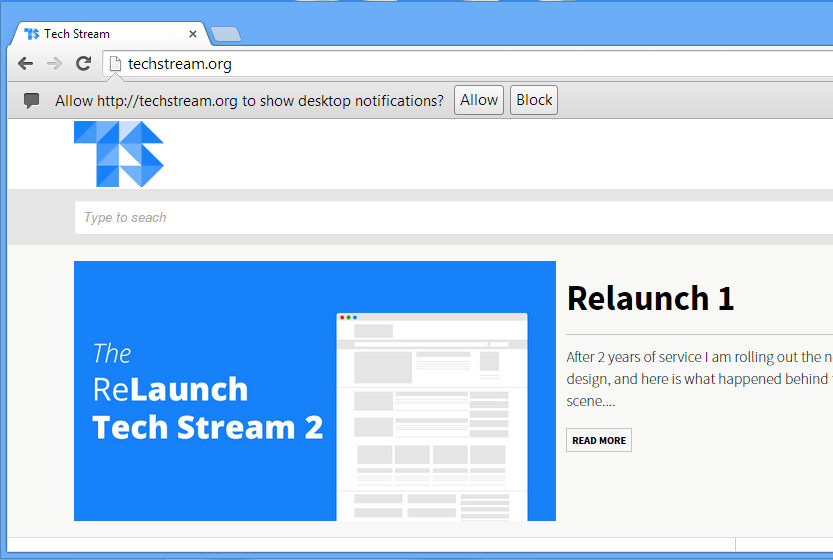 Tech Stream
techstream.org
Allow http://techstream.org to show desktop notifications? Allow Block
Type to seach
The
ReLaunch
Tech Stream 2
Relaunch 1
After 2 years of service I am rolling out the n
design, and here is what happened behind
scene....
READ MORE